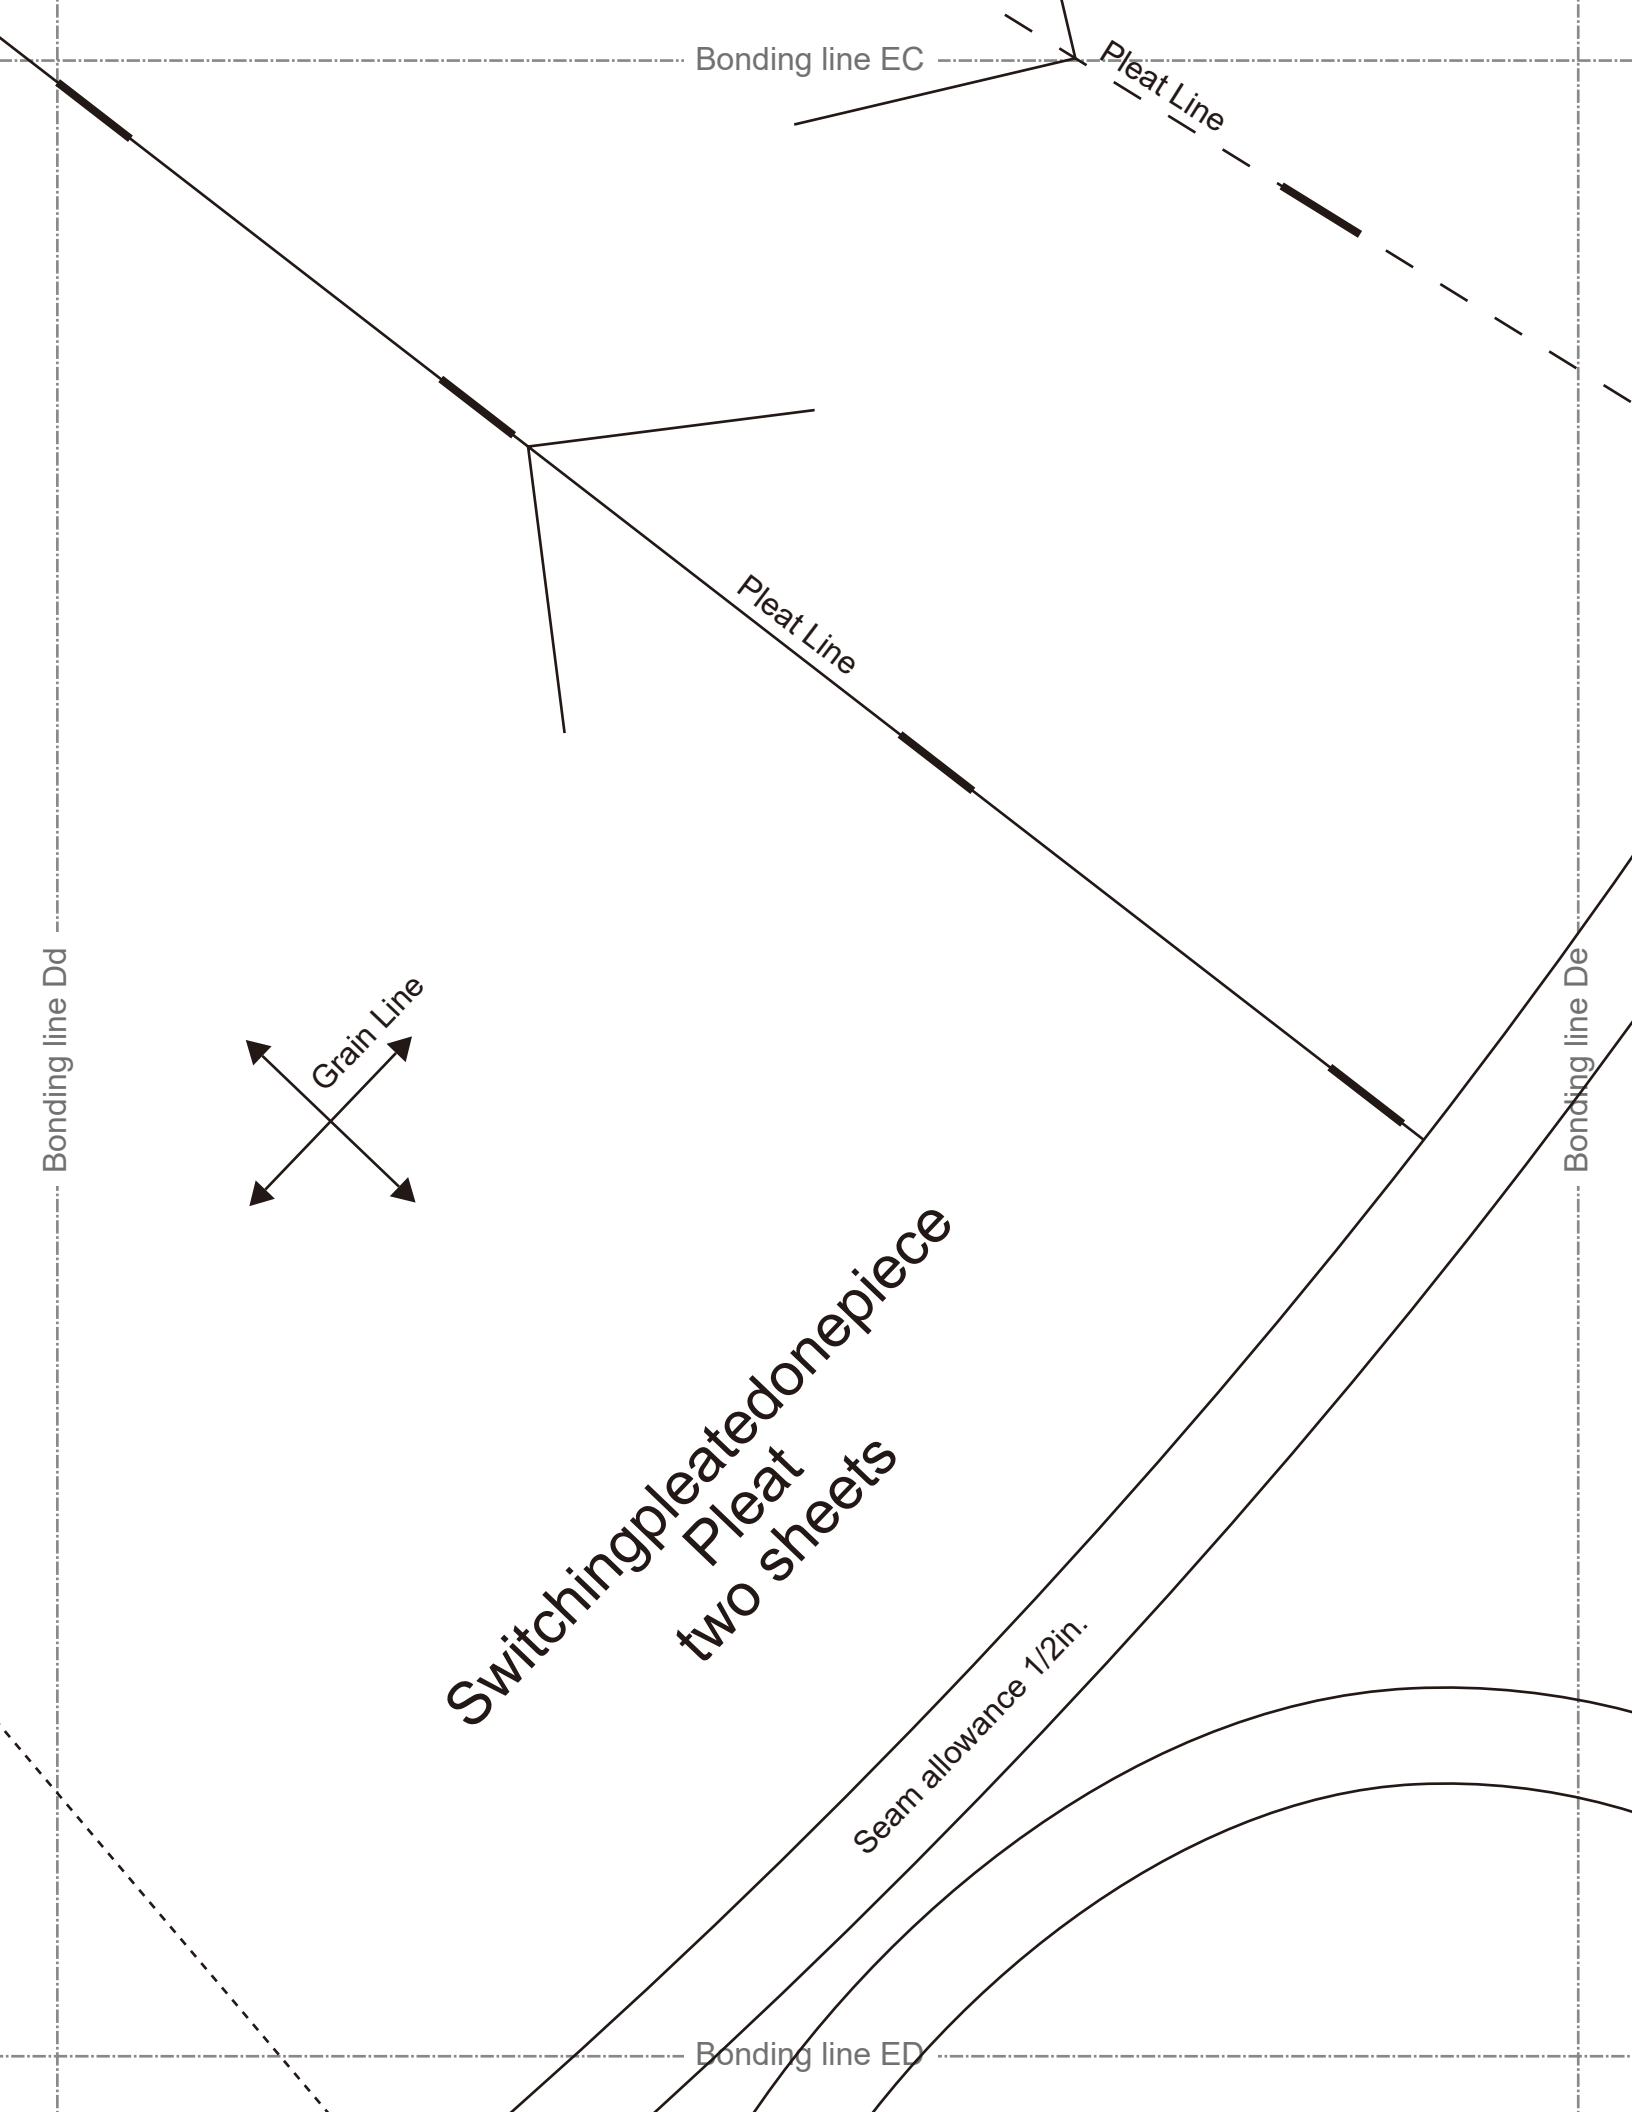 Bonding line EC
Pleat Line
Pleat Line
Bonding line Dd
Grain Line
Bonding line De
Switchingpleatedonepiece
Pleat
two sheets
Seam allowance 1/2in.
Bonding line ED